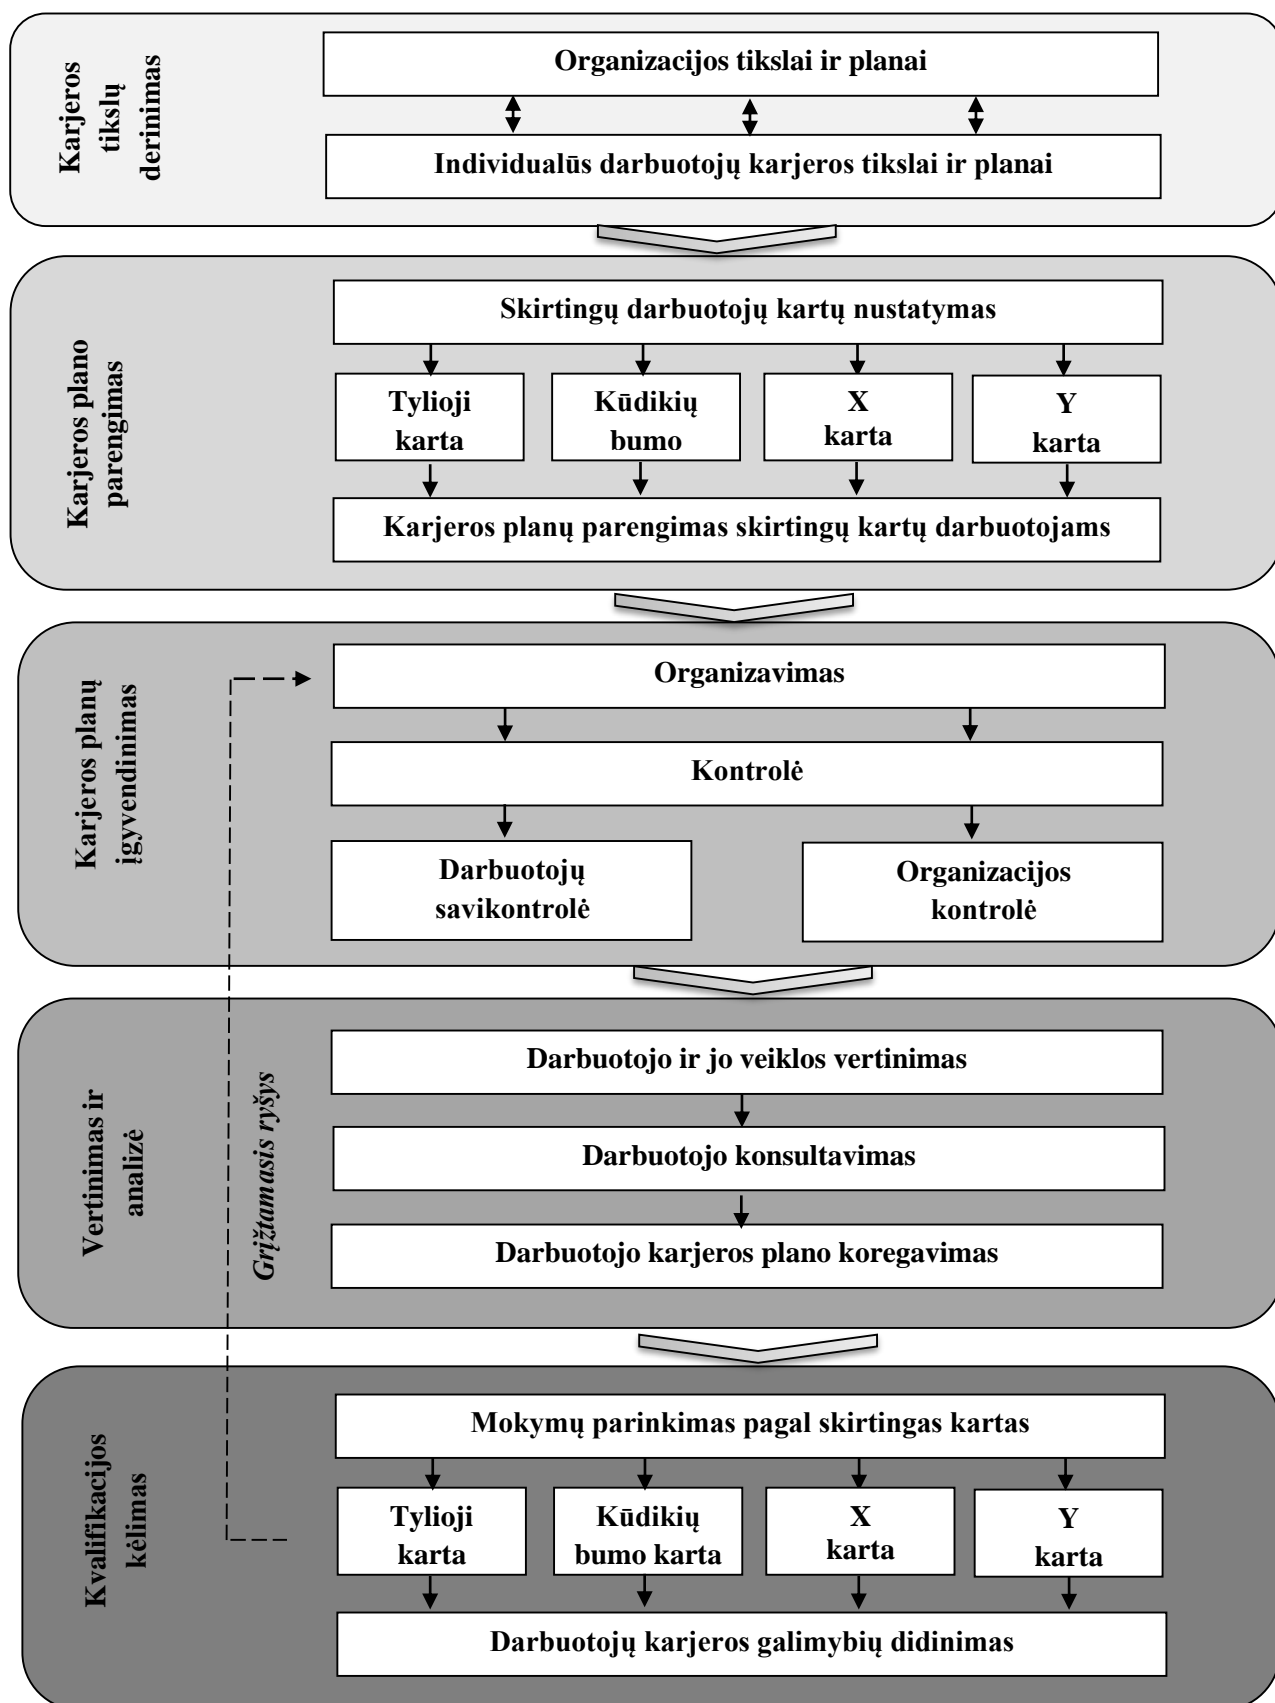 Karjeros
tikslų
derinimas
Organizacijos tikslai ir planai
Individualūs darbuotojų karjeros tikslai ir planai
Karjeros plano
parengimas
Skirtingų darbuotojų kartų nustatymas
Tylioji
karta
Kūdikių
bumo
X
karta
Y
karta
Karjeros planų parengimas skirtingų kartų darbuotojams
Karjeros planų
įgyvendinimas
Organizavimas
Kontrolė
Darbuotojų
savikontrolė
Organizacijos
kontrolė
Vertinimas ir
analizė
Grįžtamasis ryšys
Darbuotojo ir jo veiklos vertinimas
Darbuotojo konsultavimas
Darbuotojo karjeros plano koregavimas
Kvalifikacijos
kėlimas
Mokymų parinkimas pagal skirtingas kartas
Tylioji
karta
Kūdikių
bumo karta
X
karta
Y
karta
Darbuotojų karjeros galimybių didinimas